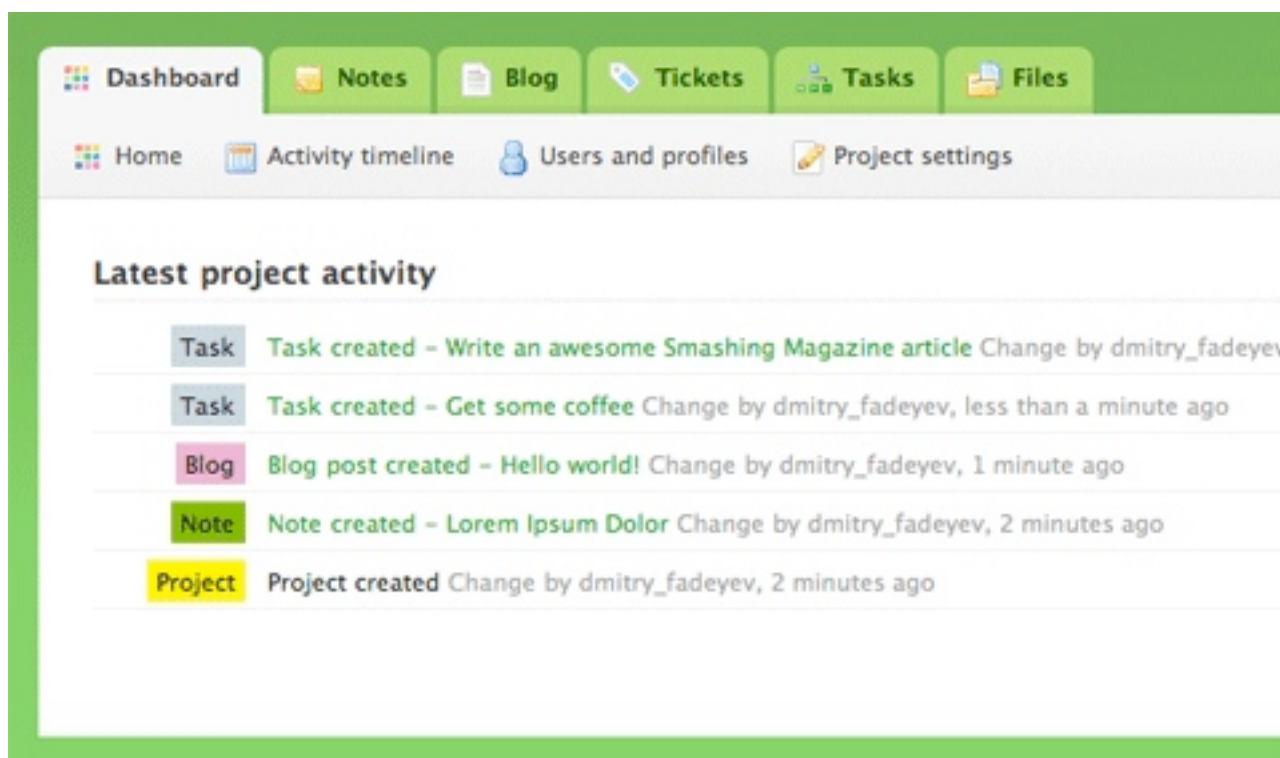 Dashboard Notes Blog Tickets Tasks Files
Home Activity timeline Users and profiles Project settings
Latest project activity
Task Task created – Write an awesome Smashing Magazine article Change by dmitry_fadeyev
Task Task created – Get some coffee Change by dmitry_fadeyev, less than a minute ago
Blog Blog post created – Hello world! Change by dmitry_fadeyev, 1 minute ago
Note Note created – Lorem Ipsum Dolor Change by dmitry_fadeyev, 2 minutes ago
Project Project created Change by dmitry_fadeyev, 2 minutes ago